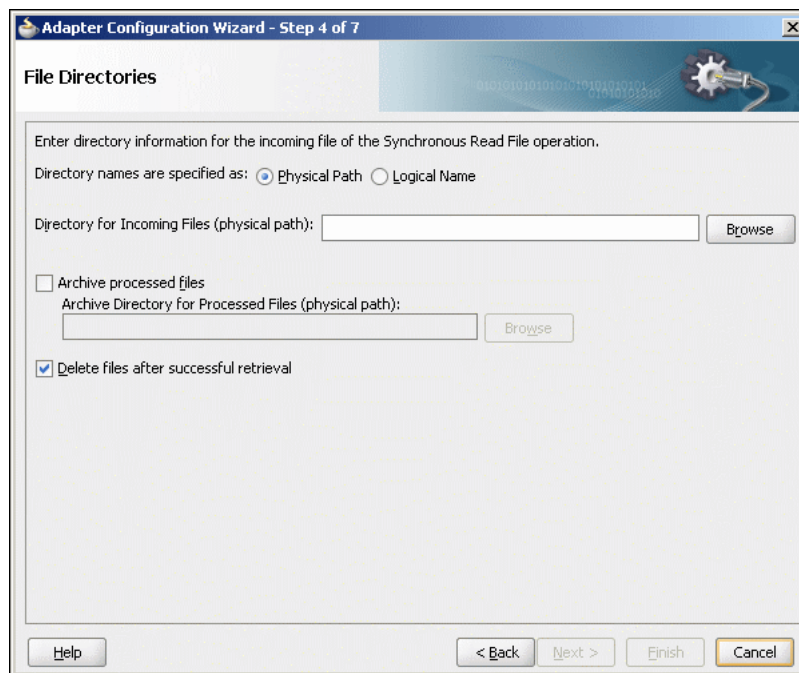 Adapter Configuration Wizard - Step 4 of 7
File Directories
Enter directory information for the incoming file of the Synchronous Read File operation.
Directory names are specified as: Physical Path Logical Name
Directory for Incoming Files (physical path): Browse
Archive processed files
Archive Directory for Processed Files (physical path):
Browse
Delete files after successful retrieval
Help < Back Next > Finish Cancel